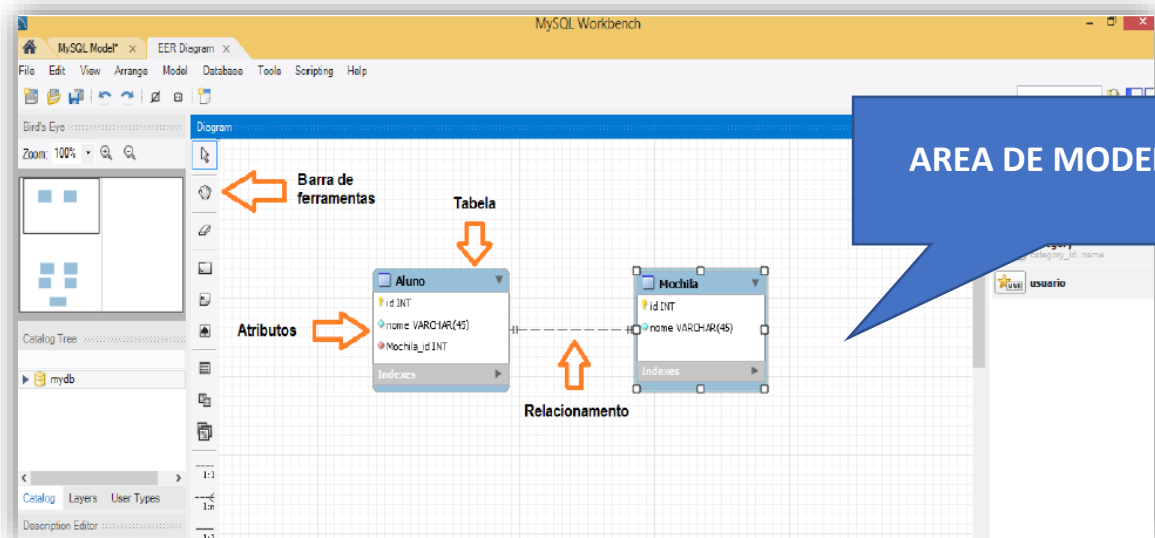 MySQL Workbench
MySQL Model* × EER Diagram ×
File Edit View Arrange Model Database Tools Scripting Help
Bird's Eye
Diagram
Zoom: 100%
AREA DE MODEL
Barra de
ferramentas
Tabela
category_id, name
usuario
Aluno
id INT
nome VARCHAR(45)
Mochila_id INT
Indexes
Mochila
id INT
nome VARCHAR(45)
Indexes
Atributos
Relacionamento
Catalog Tree
mydb
1:1
1:n
Catalog Layers User Types
Description Editor